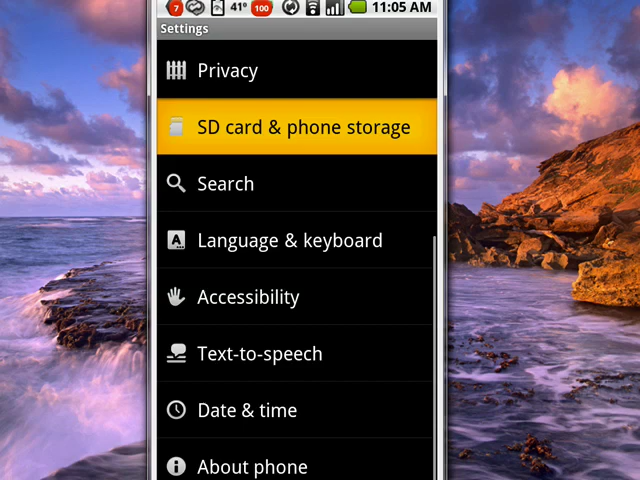 7 41° 100 11:05 AM
Settings
Privacy
SD card & phone storage
Search
A Language & keyboard
Accessibility
Text-to-speech
Date & time
About phone